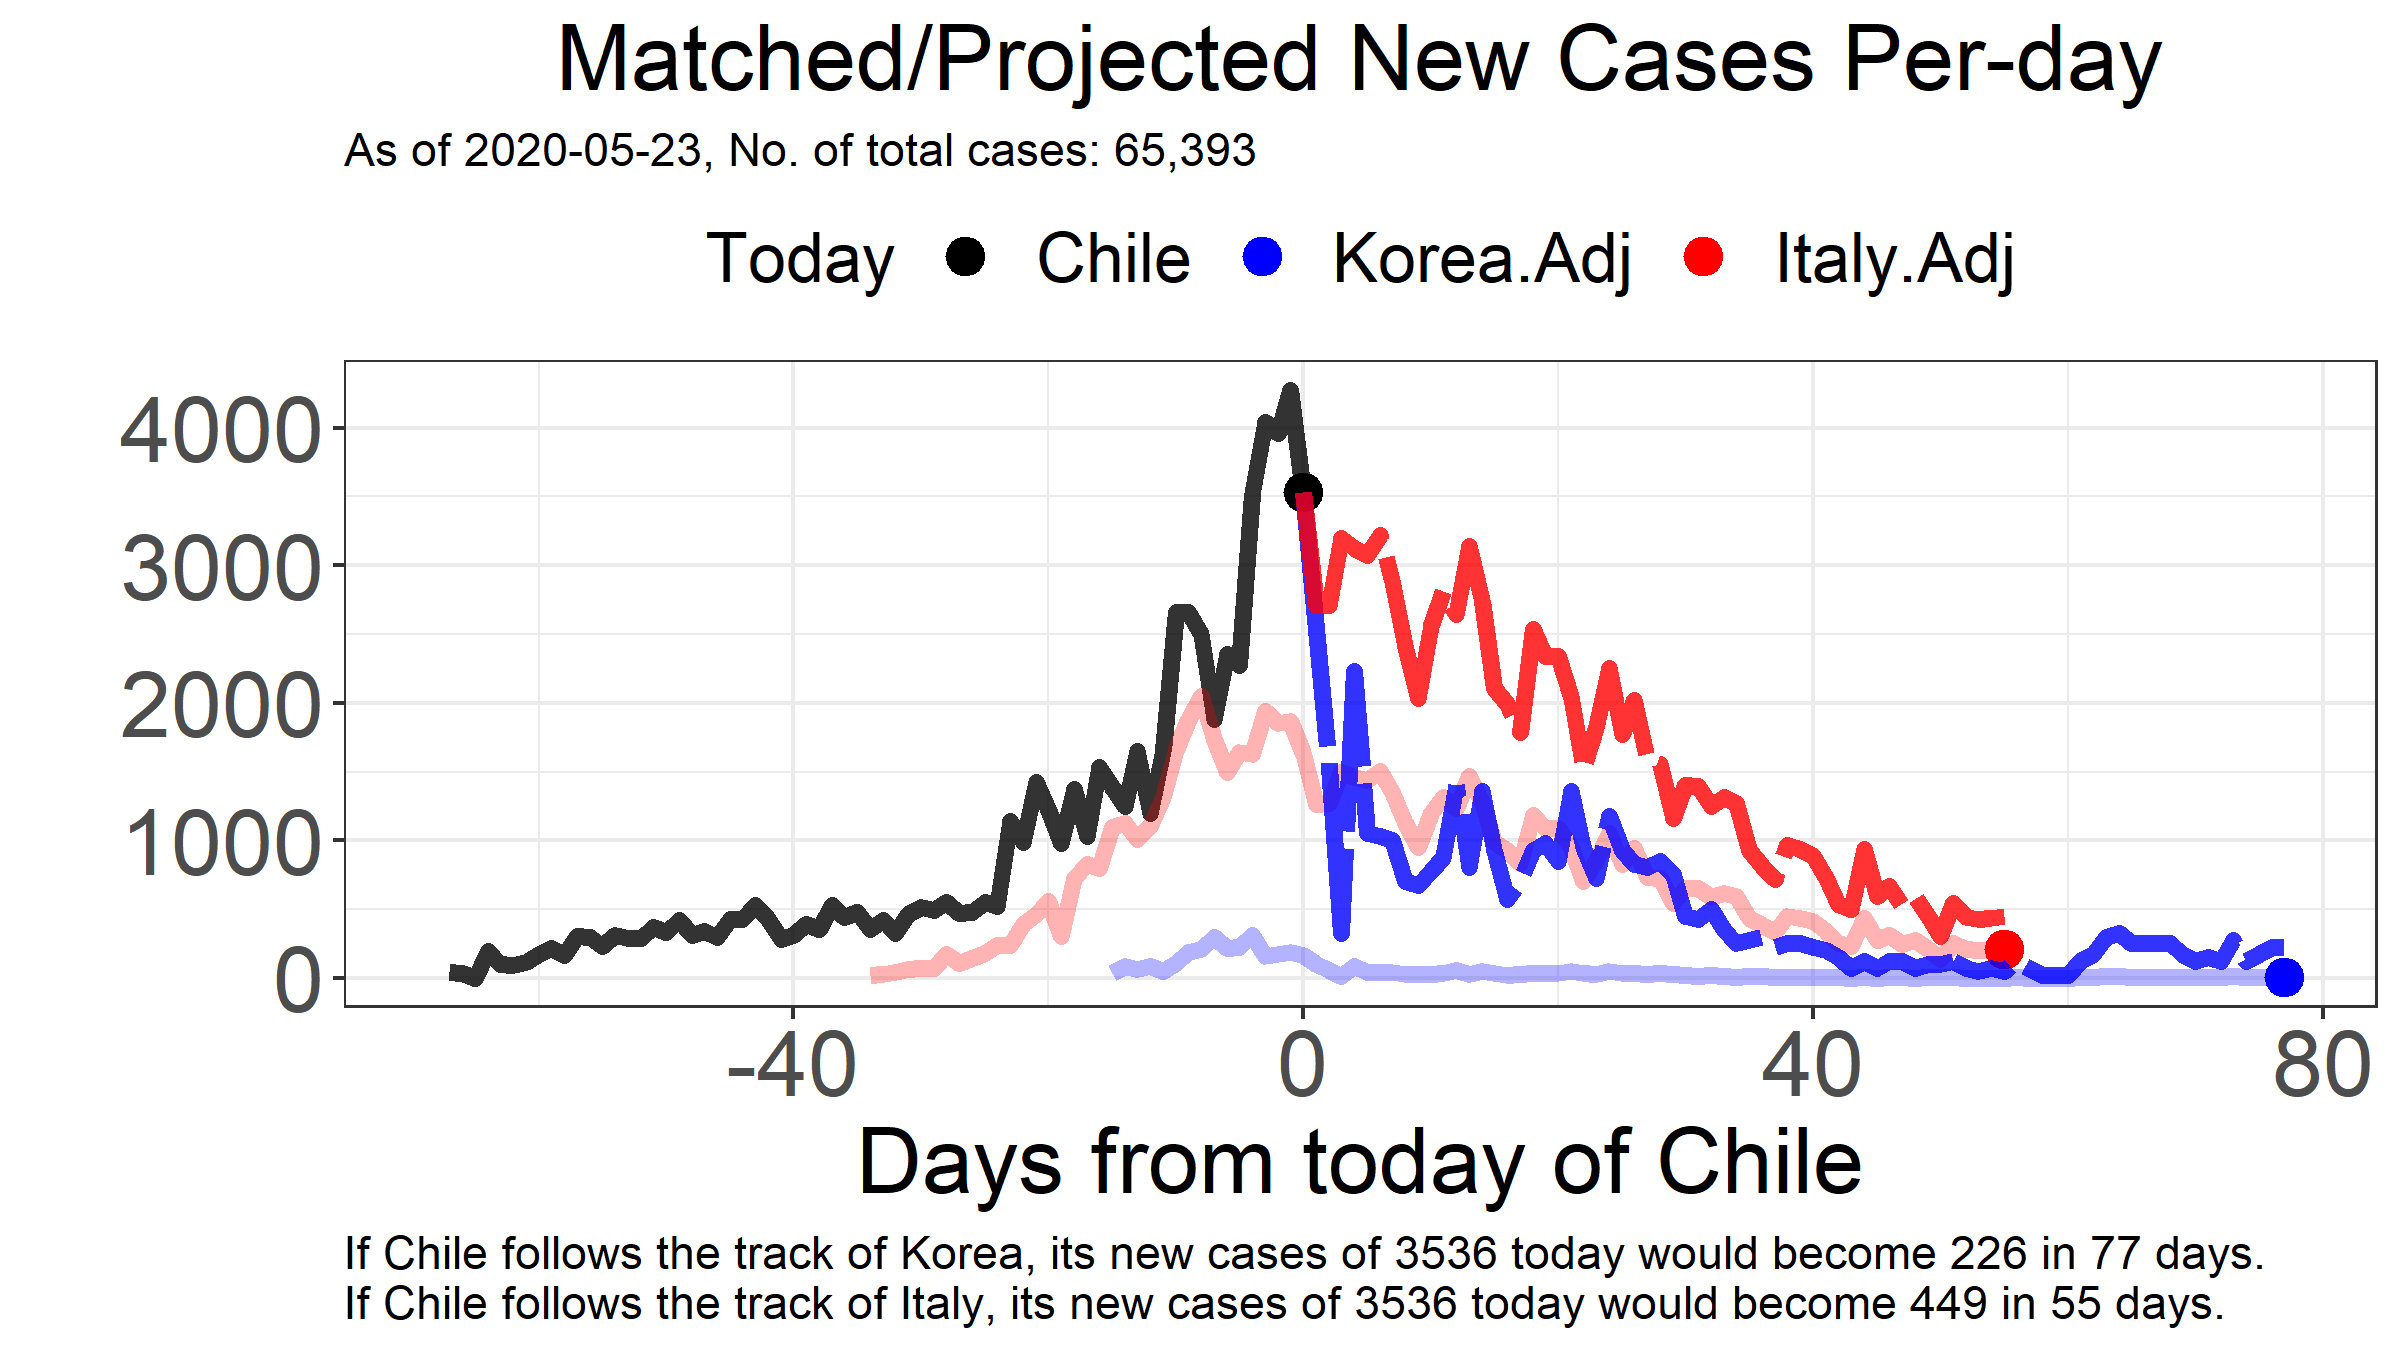 Matched/Projected New Cases Per-day
As of 2020-05-23, No. of total cases: 65,393
Today Chile Korea.Adj Italy.Adj
4000
3000
2000
1000
0
-40 0 40 80
Days from today of Chile
If Chile follows the track of Korea, its new cases of 3536 today would become 226 in 77 days.
If Chile follows the track of Italy, its new cases of 3536 today would become 449 in 55 days.